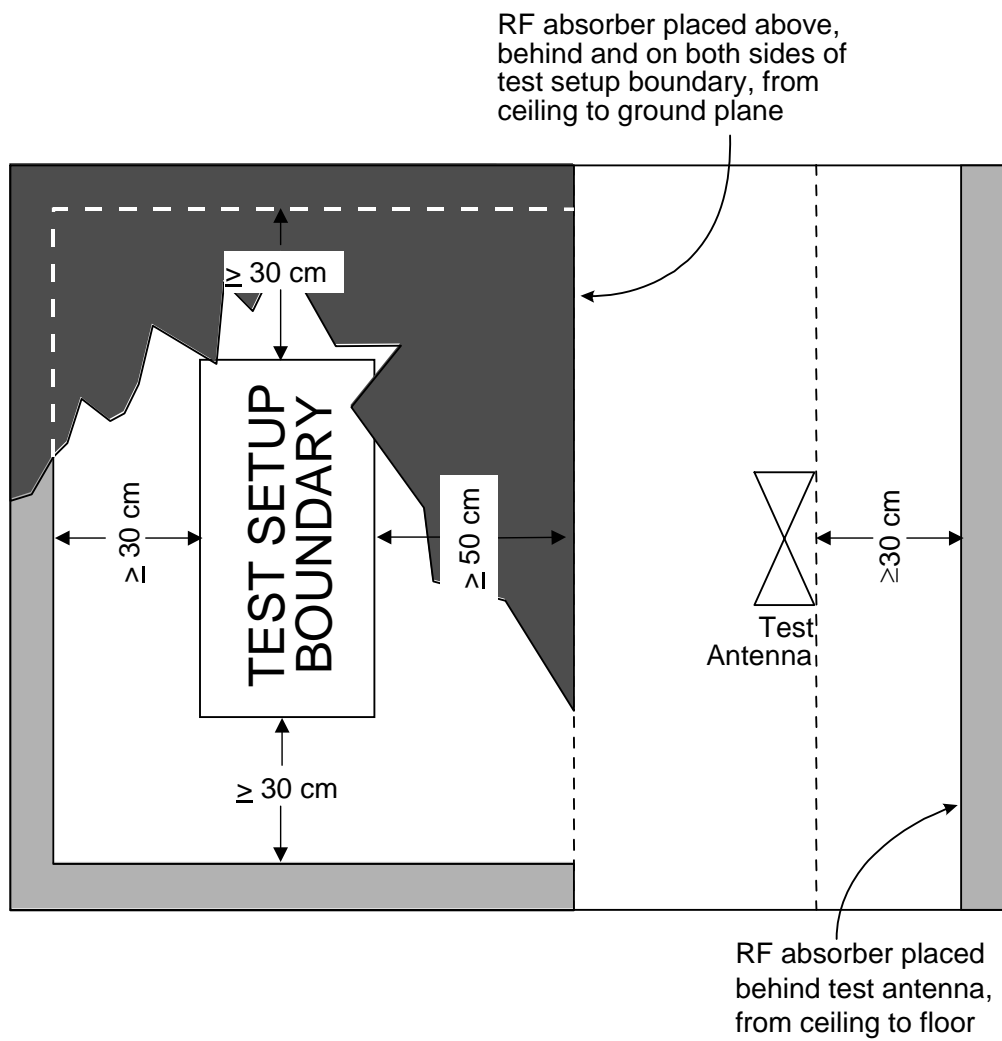 RF absorber placed above,
behind and on both sides of
test setup boundary, from
ceiling to ground plane
≥ 30 cm
TEST SETUP
BOUNDARY
≥ 30 cm
≥ 50 cm
≥30 cm
Test
Antenna
≥ 30 cm
RF absorber placed
behind test antenna,
from ceiling to floor